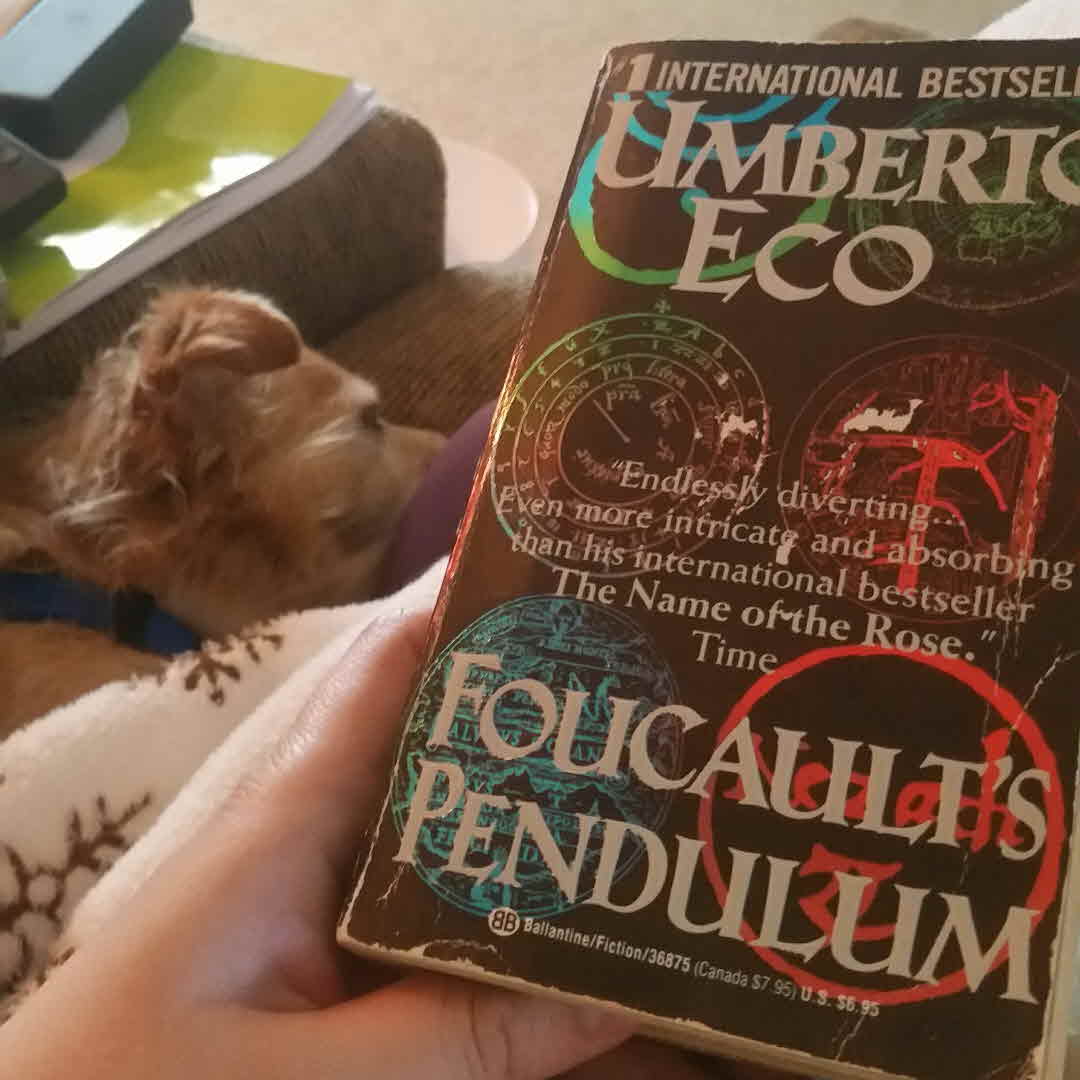 #1 INTERNATIONAL BESTSELL
UMBERTO
ECO
"Endlessly diverting...
Even more intricate and absorbing
than his international bestseller
The Name of the Rose."
Time
FOUCAULT'S
PENDULUM
BB Ballantine/Fiction/36875 (Canada $7.95) U.S. $6.95